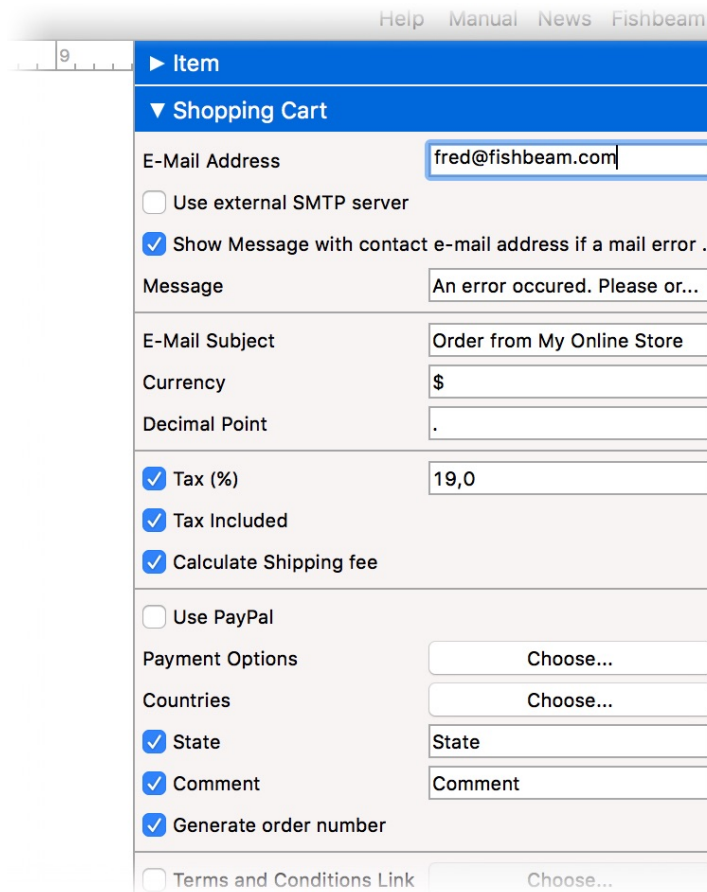 Help Manual News Fishbeam
9
Item
Shopping Cart
E-Mail Address fred@fishbeam.com
Use external SMTP server
Show Message with contact e-mail address if a mail error .
Message An error occured. Please or...
E-Mail Subject Order from My Online Store
Currency $
Decimal Point .
Tax (%) 19,0
Tax Included
Calculate Shipping fee
Use PayPal
Payment Options Choose...
Countries Choose...
State State
Comment Comment
Generate order number
Terms and Conditions Link Choose...